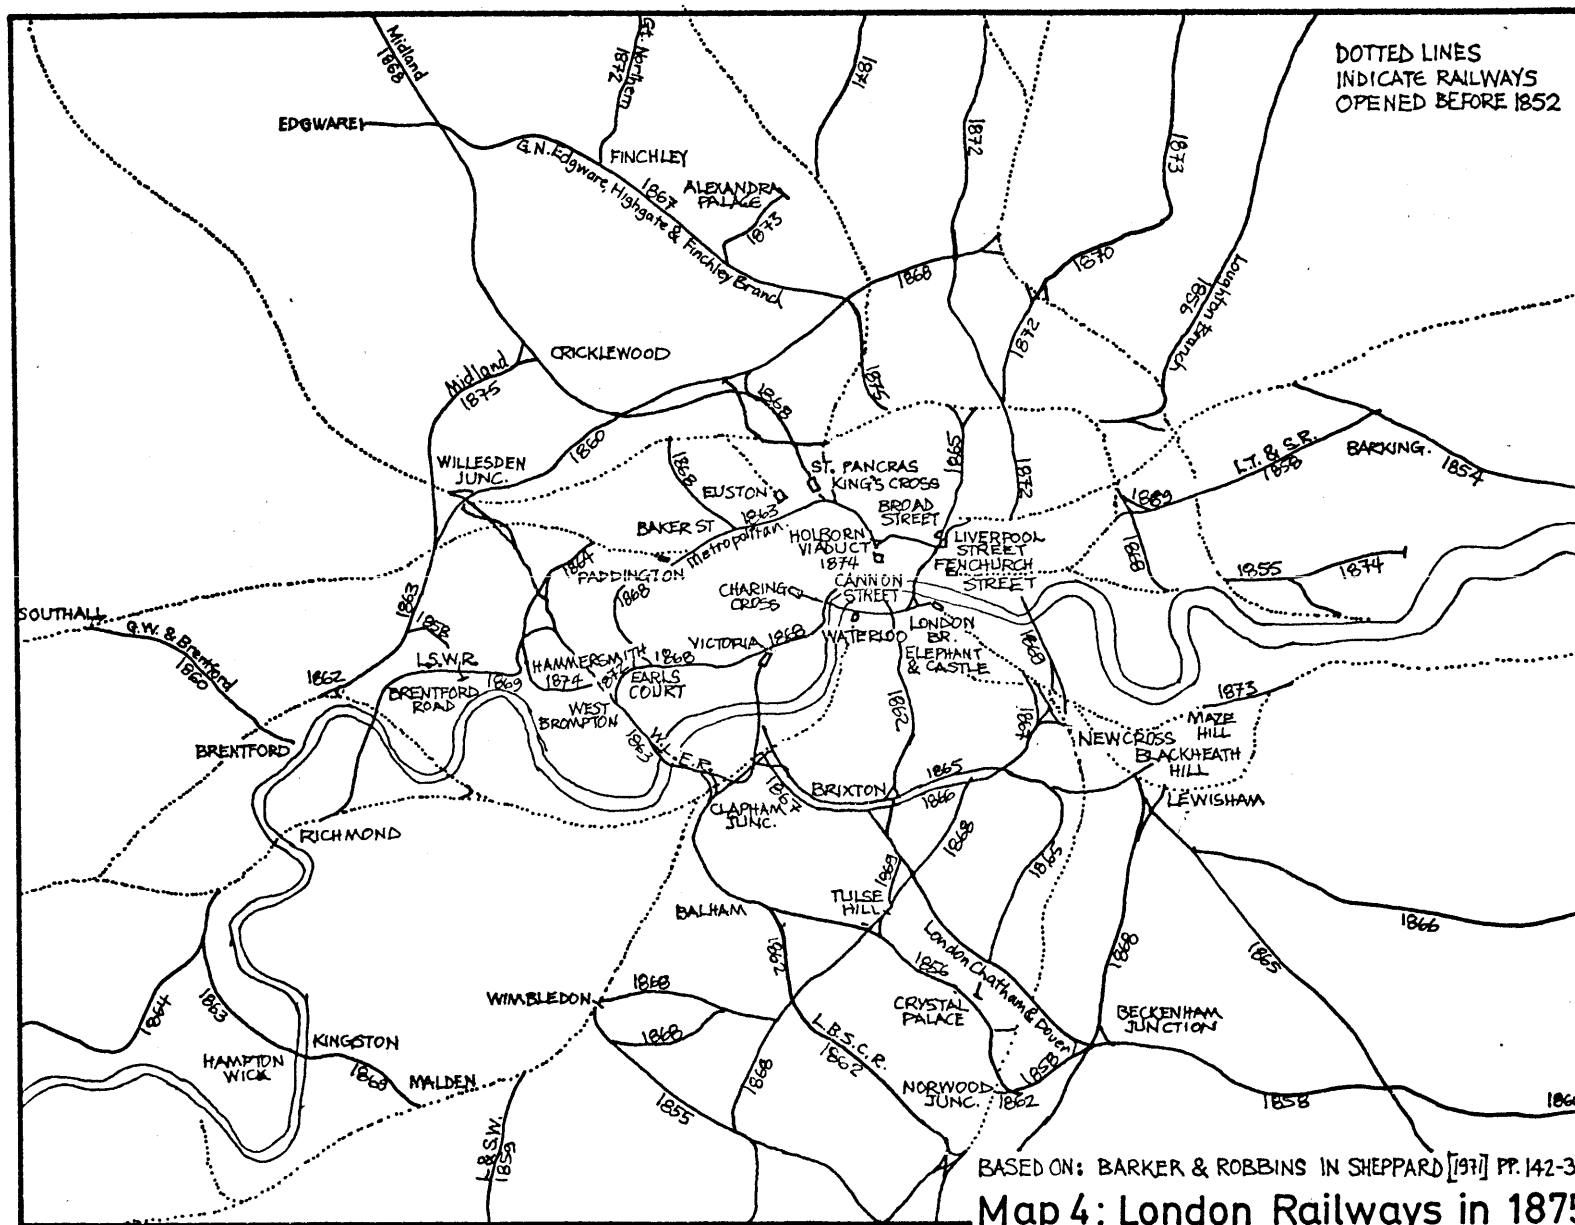 DOTTED LINES
INDICATE RAILWAYS
OPENED BEFORE 1852
Midland
1868
Gt. Northern
1872
1871
1872
1873
EDGWARE
G.N. Edgware, Highgate & Finchley Branch
1867
FINCHLEY
ALEXANDRA
PALACE
1873
1868
1870
1872
Loughton Branch
1856
CRICKLEWOOD
Midland
1875
1868
1875
1860
WILLESDEN
JUNC.
1868
ST. PANCRAS
KING'S CROSS
EUSTON
BROAD
STREET
1865
1872
L.T. & S.R.
1858
BARKING.
1854
BAKER ST
1863
Metropolitan.
HOLBORN
VIADUCT
1874
LIVERPOOL
STREET
FENCHURCH
STREET
1868
1855
1874
1864
PADDINGTON
1868
CHARING
CROSS
CANNON
STREET
SOUTHALL
G.W. & Brentford
1860
1863
1858
L.S.W.R.
1862
BRENTFORD
ROAD
1869
HAMMERSMITH
1874
1872
1868
EARLS
COURT
VICTORIA
1868
WATERLOO
LONDON
BR.
ELEPHANT
& CASTLE
1868
WEST
BROMPTON
1863
W.L.E.R.
1862
1873
MAZE
HILL
NEW CROSS
BLACKHEATH
HILL
LEWISHAM
BRENTFORD
CLAPHAM
JUNC.
1867
BRIXTON
1865
1866
RICHMOND
1868
1865
1869
TULSE
HILL
BALHAM
1862
1856
London Chatham & Dover
1868
1866
1865
WIMBLEDON
1868
1868
CRYSTAL
PALACE
BECKENHAM
JUNCTION
1864
1863
HAMPTON
WICK
KINGSTON
1868
MALDEN
L.B.S.C.R.
1862
1868
1855
NORWOOD
JUNC.
1862
1858
1858
L.&.S.W.
1859
BASED ON: BARKER & ROBBINS IN SHEPPARD [1971] PP. 142-3
Map 4: London Railways in 1875